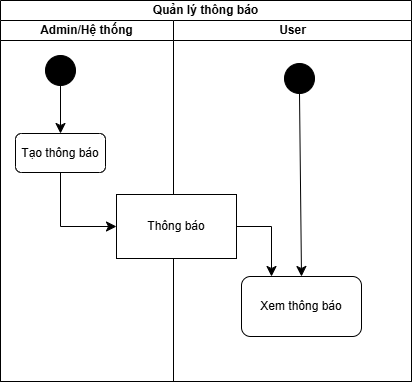 Quản lý thông báo
Admin/Hệ thống
User
Tạo thông báo
Thông báo
Xem thông báo